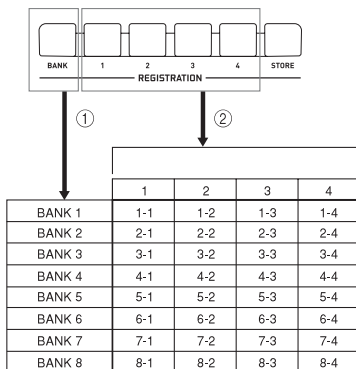 BANK 1 2 3 4 STORE
REGISTRATION
① ②
1 2 3 4
BANK 1 1-1 1-2 1-3 1-4
BANK 2 2-1 2-2 2-3 2-4
BANK 3 3-1 3-2 3-3 3-4
BANK 4 4-1 4-2 4-3 4-4
BANK 5 5-1 5-2 5-3 5-4
BANK 6 6-1 6-2 6-3 6-4
BANK 7 7-1 7-2 7-3 7-4
BANK 8 8-1 8-2 8-3 8-4